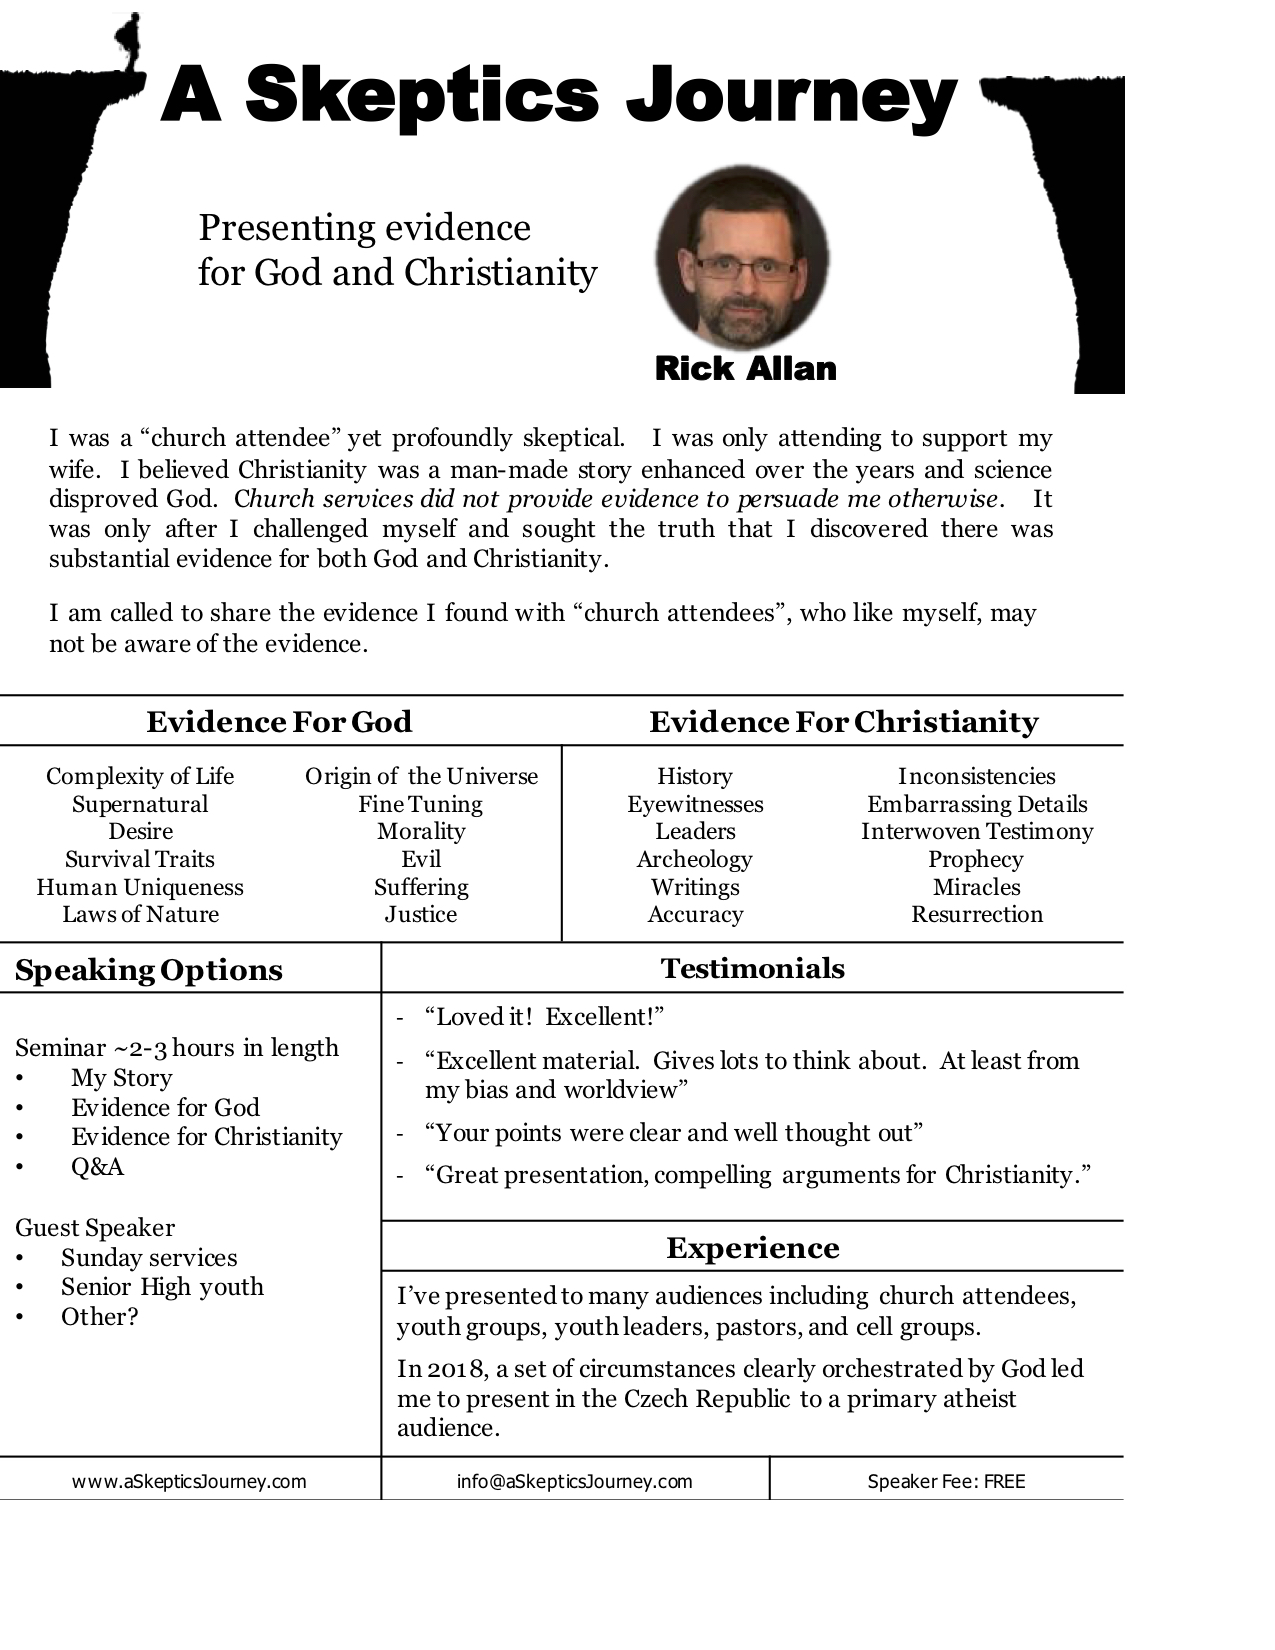 A Skeptics Journey
Presenting evidence
for God and Christianity
Rick Allan
I was a “church attendee” yet profoundly skeptical. I was only attending to support my
wife. I believed Christianity was a man-made story enhanced over the years and science
disproved God. Church services did not provide evidence to persuade me otherwise. It
was only after I challenged myself and sought the truth that I discovered there was
substantial evidence for both God and Christianity.
I am called to share the evidence I found with “church attendees”, who like myself, may
not be aware of the evidence.
Evidence For God
Complexity of Life
Supernatural
Desire
Survival Traits
Human Uniqueness
Laws of Nature
Origin of the Universe
Fine Tuning
Morality
Evil
Suffering
Justice
Evidence For Christianity
History
Eyewitnesses
Leaders
Archeology
Writings
Accuracy
Inconsistencies
Embarrassing Details
Interwoven Testimony
Prophecy
Miracles
Resurrection
Speaking Options
Seminar ~2-3 hours in length
• My Story
• Evidence for God
• Evidence for Christianity
• Q&A
Guest Speaker
• Sunday services
• Senior High youth
• Other?
Testimonials
- “Loved it! Excellent!”
- “Excellent material. Gives lots to think about. At least from
my bias and worldview”
- “Your points were clear and well thought out”
- “Great presentation, compelling arguments for Christianity.”
Experience
I’ve presented to many audiences including church attendees,
youth groups, youth leaders, pastors, and cell groups.
In 2018, a set of circumstances clearly orchestrated by God led
me to present in the Czech Republic to a primary atheist
audience.
www.aSkepticsJourney.com
info@aSkepticsJourney.com
Speaker Fee: FREE